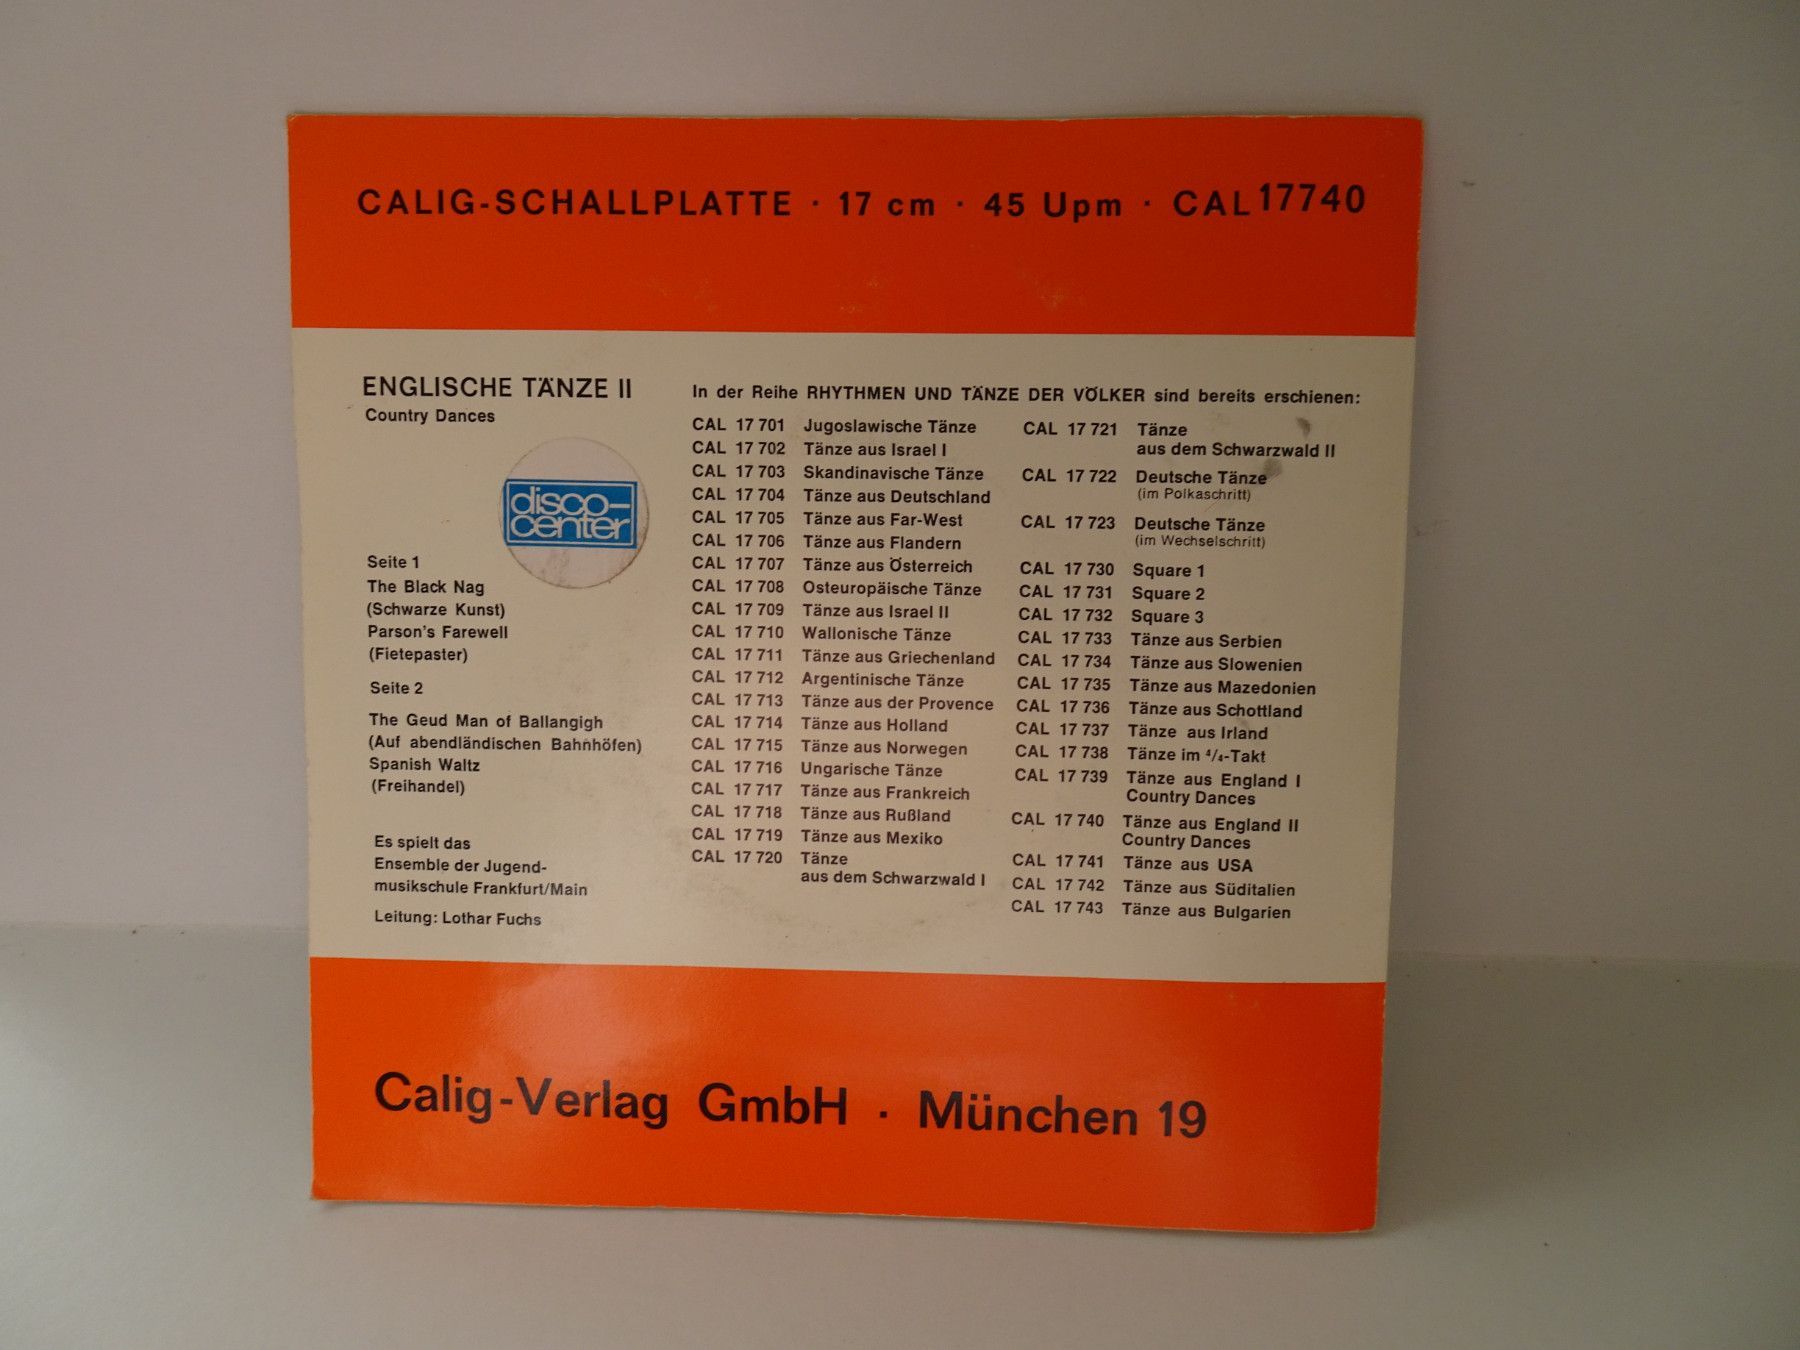 CALIG-SCHALLPLATTE · 17 cm · 45 Upm · CAL 17740
ENGLISCHE TÄNZE II
Country Dances
disco-
center
Seite 1
The Black Nag
(Schwarze Kunst)
Parson's Farewell
(Fietepaster)
Seite 2
The Geud Man of Ballangigh
(Auf abendländischen Bahnhöfen)
Spanish Waltz
(Freihandel)
Es spielt das
Ensemble der Jugend-
musikschule Frankfurt/Main
Leitung: Lothar Fuchs
In der Reihe RHYTHMEN UND TÄNZE DER VÖLKER sind bereits erschienen:
CAL 17 701 Jugoslawische Tänze
CAL 17 702 Tänze aus Israel I
CAL 17 703 Skandinavische Tänze
CAL 17 704 Tänze aus Deutschland
CAL 17 705 Tänze aus Far-West
CAL 17 706 Tänze aus Flandern
CAL 17 707 Tänze aus Österreich
CAL 17 708 Osteuropäische Tänze
CAL 17 709 Tänze aus Israel II
CAL 17 710 Wallonische Tänze
CAL 17 711 Tänze aus Griechenland
CAL 17 712 Argentinische Tänze
CAL 17 713 Tänze aus der Provence
CAL 17 714 Tänze aus Holland
CAL 17 715 Tänze aus Norwegen
CAL 17 716 Ungarische Tänze
CAL 17 717 Tänze aus Frankreich
CAL 17 718 Tänze aus Rußland
CAL 17 719 Tänze aus Mexiko
CAL 17 720 Tänze
aus dem Schwarzwald I
CAL 17 721 Tänze
aus dem Schwarzwald II
CAL 17 722 Deutsche Tänze
(im Polkaschritt)
CAL 17 723 Deutsche Tänze
(im Wechselschritt)
CAL 17 730 Square 1
CAL 17 731 Square 2
CAL 17 732 Square 3
CAL 17 733 Tänze aus Serbien
CAL 17 734 Tänze aus Slowenien
CAL 17 735 Tänze aus Mazedonien
CAL 17 736 Tänze aus Schottland
CAL 17 737 Tänze aus Irland
CAL 17 738 Tänze im 4/4-Takt
CAL 17 739 Tänze aus England I
Country Dances
CAL 17 740 Tänze aus England II
Country Dances
CAL 17 741 Tänze aus USA
CAL 17 742 Tänze aus Süditalien
CAL 17 743 Tänze aus Bulgarien
Calig-Verlag GmbH · München 19